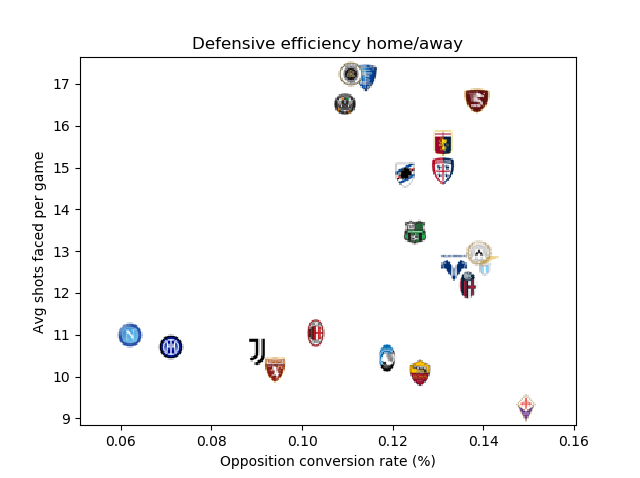 Defensive efficiency home/away
Avg shots faced per game
17
16
15
14
13
12
11
10
9
0.06 0.08 0.10 0.12 0.14 0.16
Opposition conversion rate (%)